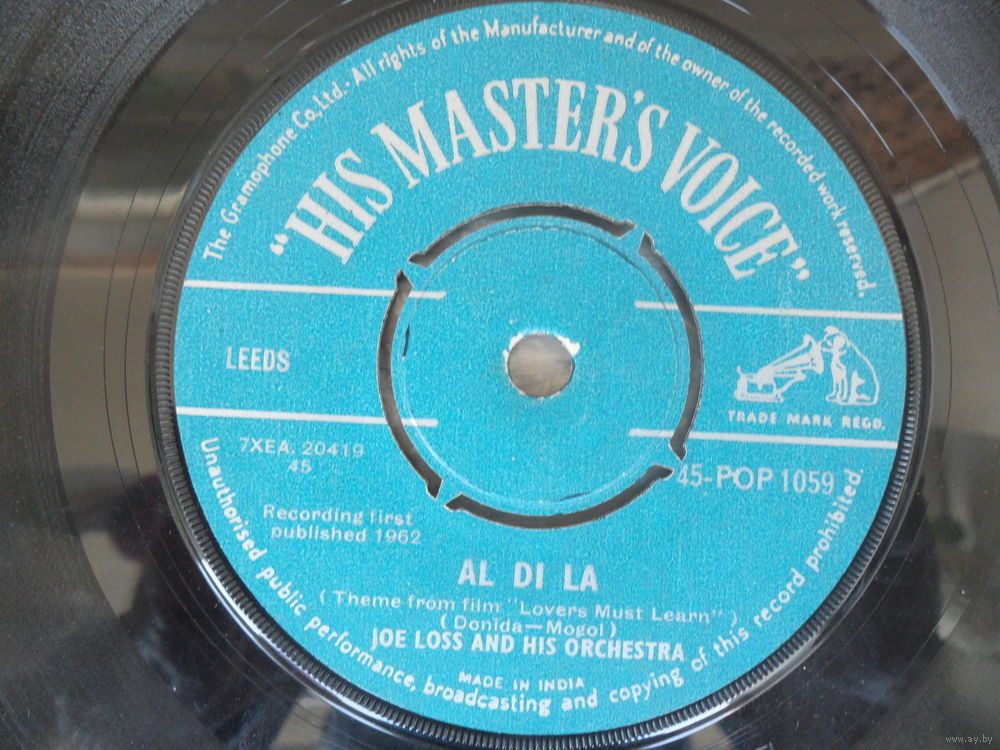 The Gramophone Co., Ltd. · All rights of the Manufacturer and of the owner of the recorded work reserved.
"HIS MASTER'S VOICE"
LEEDS
TRADE MARK REGD.
7XEA. 20419
45
45-POP 1059
Recording first
published 1962
AL DI LA
( Theme from film "Lovers Must Learn" )
( Donida—Mogol )
JOE LOSS AND HIS ORCHESTRA
MADE IN INDIA
Unauthorised public performance, broadcasting and copying of this record prohibited.
www.ay.by